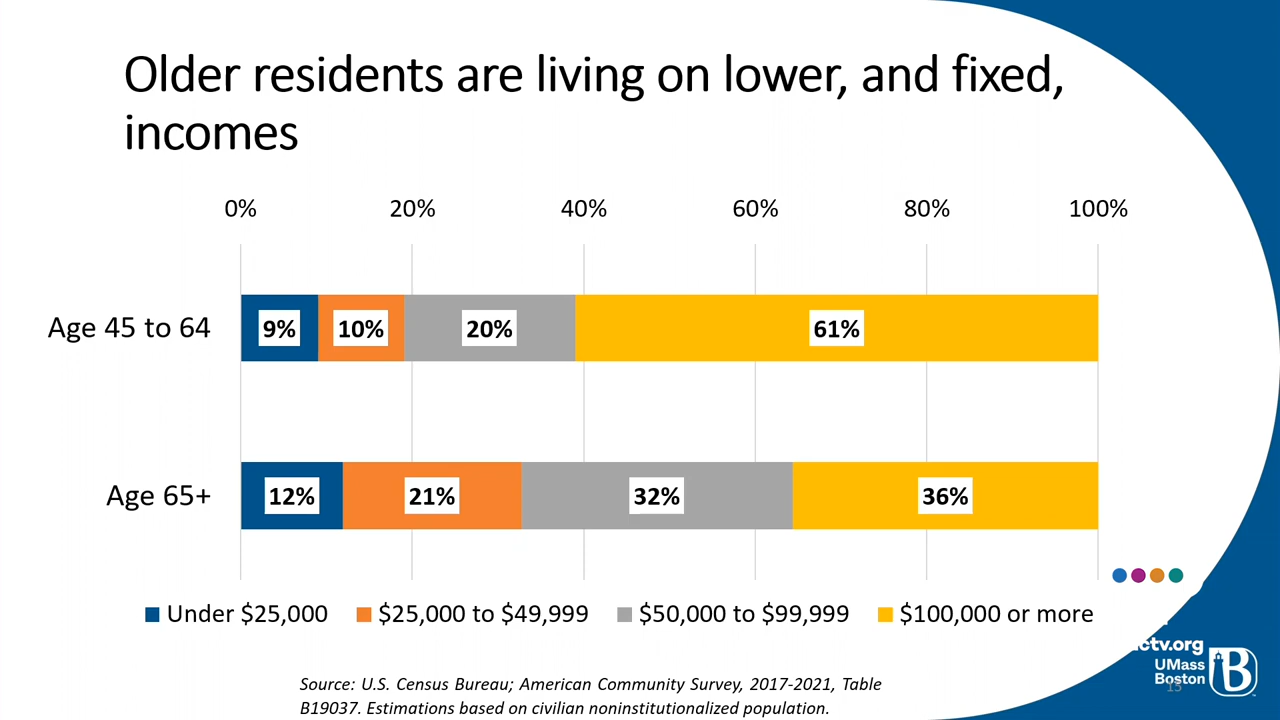 Older residents are living on lower, and fixed,
incomes
0% 20% 40% 60% 80% 100%
Age 45 to 64 9% 10% 20% 61%
Age 65+ 12% 21% 32% 36%
Under $25,000 $25,000 to $49,999 $50,000 to $99,999 $100,000 or more
Source: U.S. Census Bureau; American Community Survey, 2017-2021, Table
B19037. Estimations based on civilian noninstitutionalized population.
ctv.org
UMass
Boston
B
15